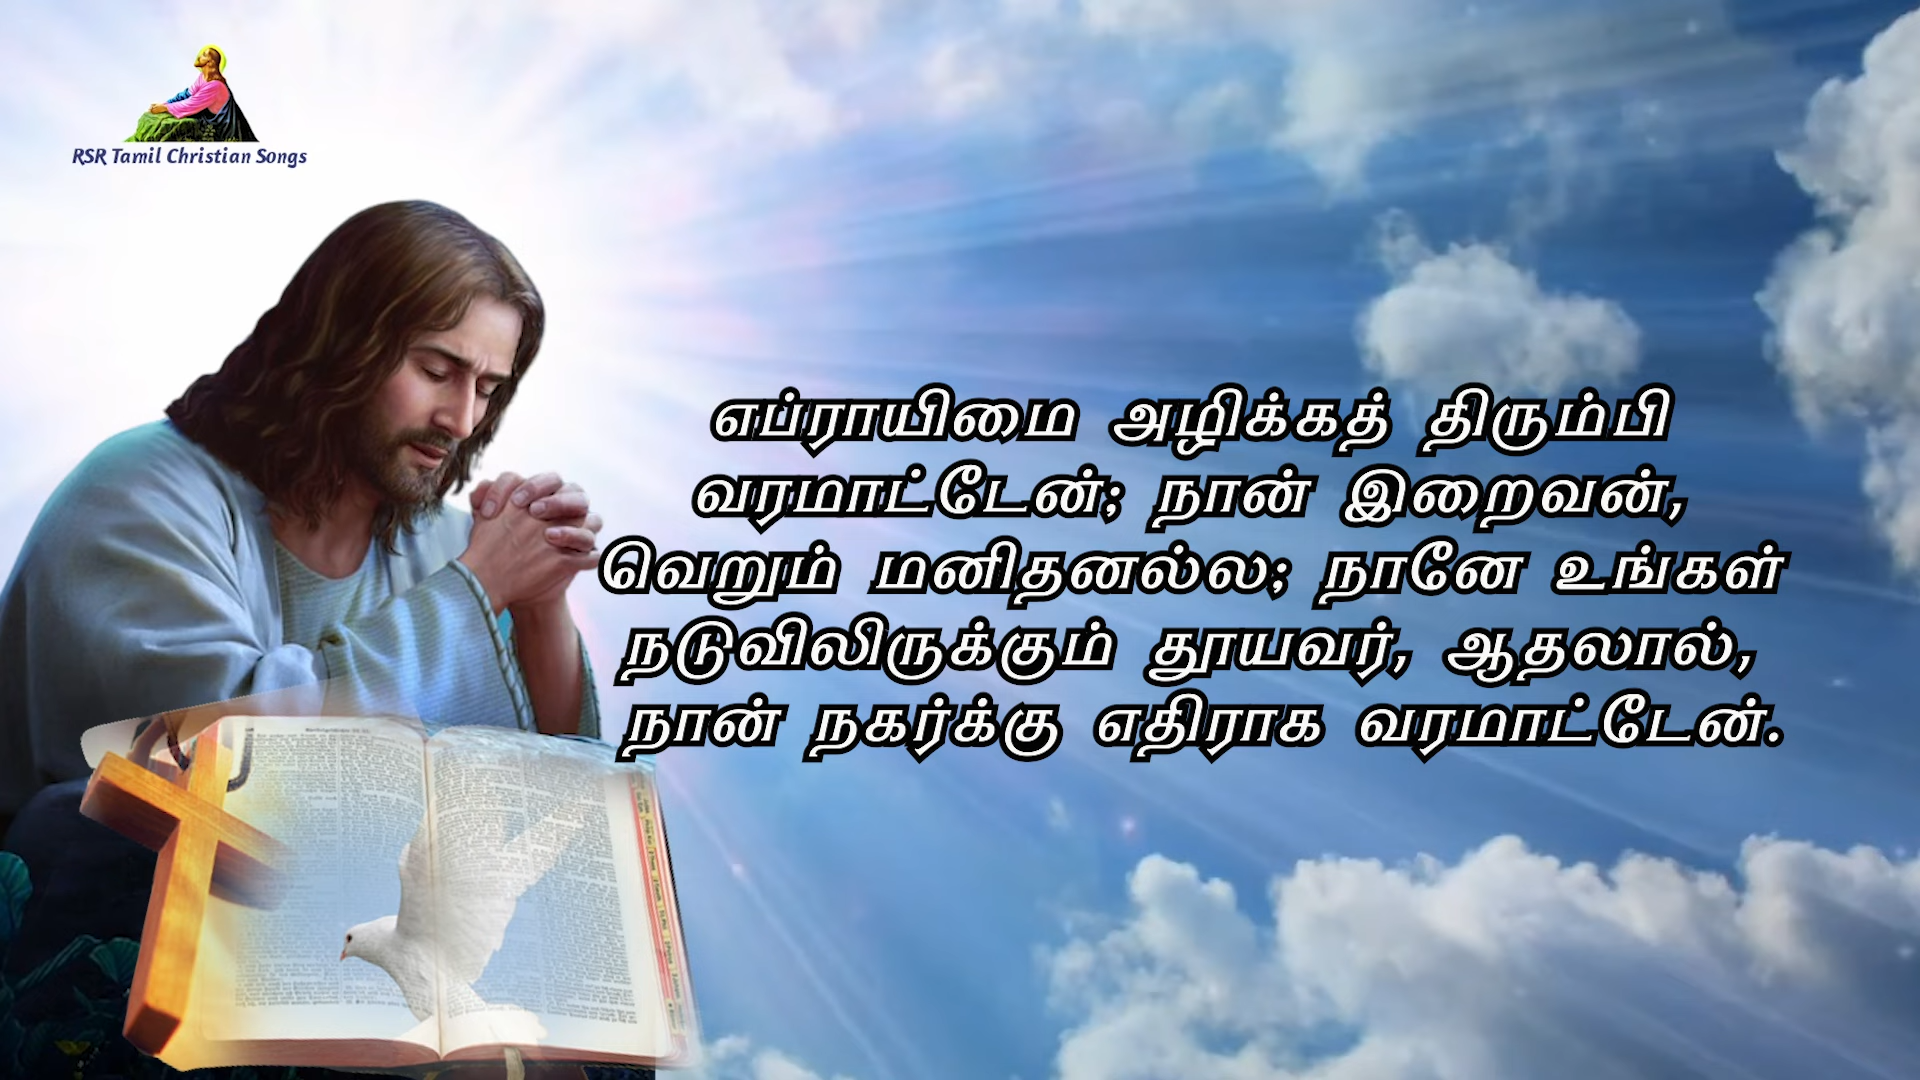 RSR Tamil Christian Songs
எப்ராயிமை அழிக்கத் திரும்பி
வரமாட்டேன்; நான் இறைவன்,
வெறும் மனிதனல்ல; நானே உங்கள்
நடுவிலிருக்கும் தூயவர், ஆதலால்,
நான் நகர்க்கு எதிராக வரமாட்டேன்.